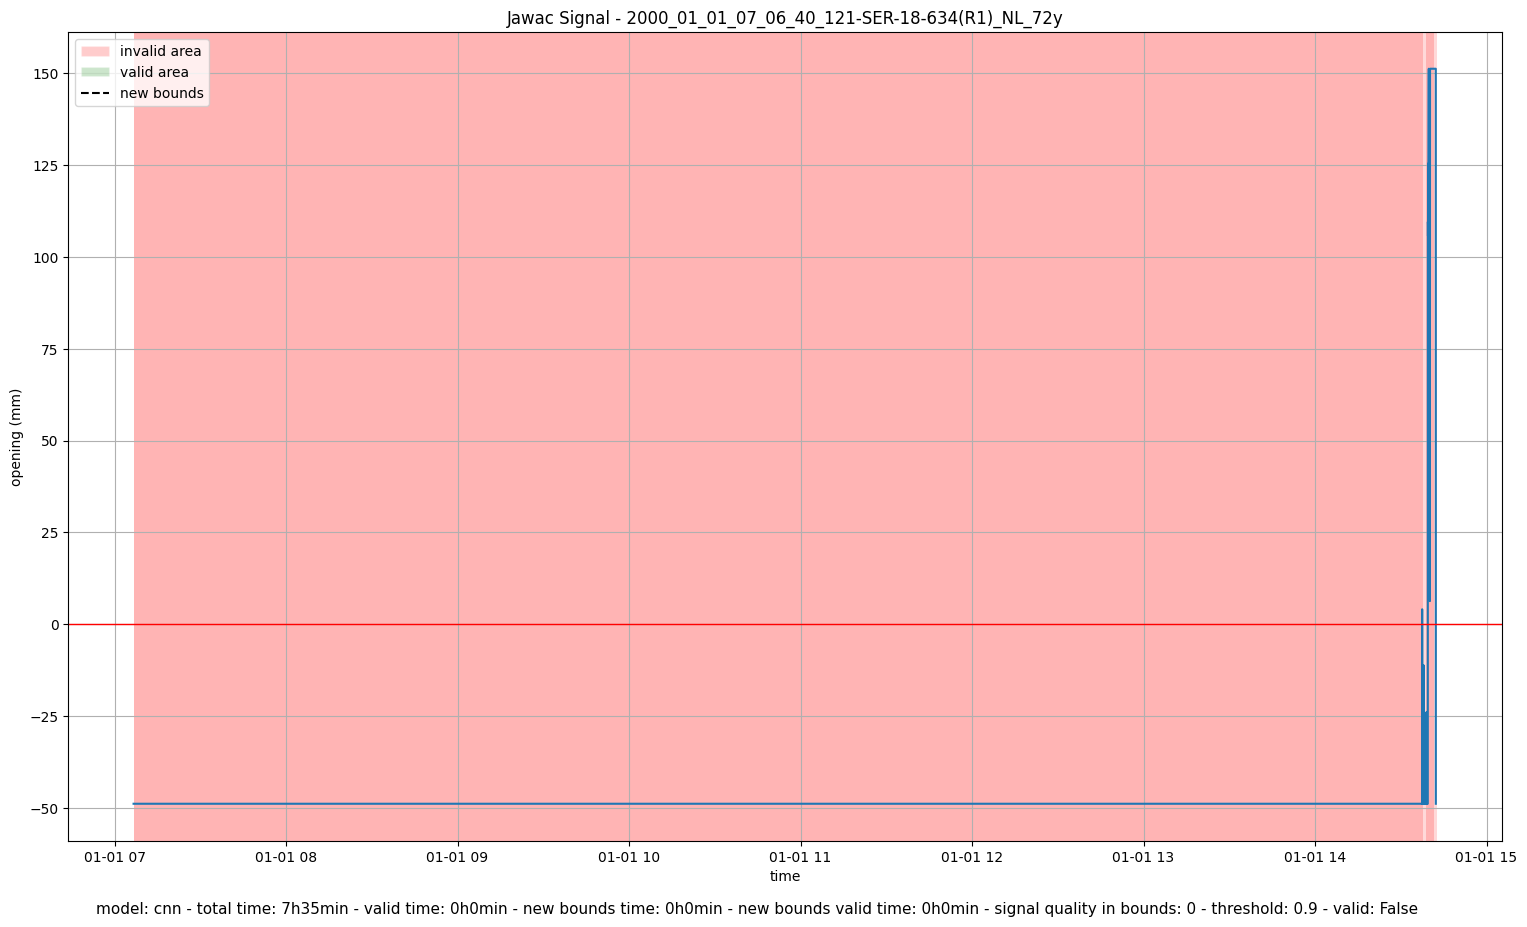 Jawac Signal - 2000_01_01_07_06_40_121-SER-18-634(R1)_NL_72y
invalid area
valid area
new bounds
150
125
100
75
50
25
0
−25
−50
opening (mm)
01-01 07
01-01 08
01-01 09
01-01 10
01-01 11
01-01 12
01-01 13
01-01 14
01-01 15
time
model: cnn - total time: 7h35min - valid time: 0h0min - new bounds time: 0h0min - new bounds valid time: 0h0min - signal quality in bounds: 0 - threshold: 0.9 - valid: False